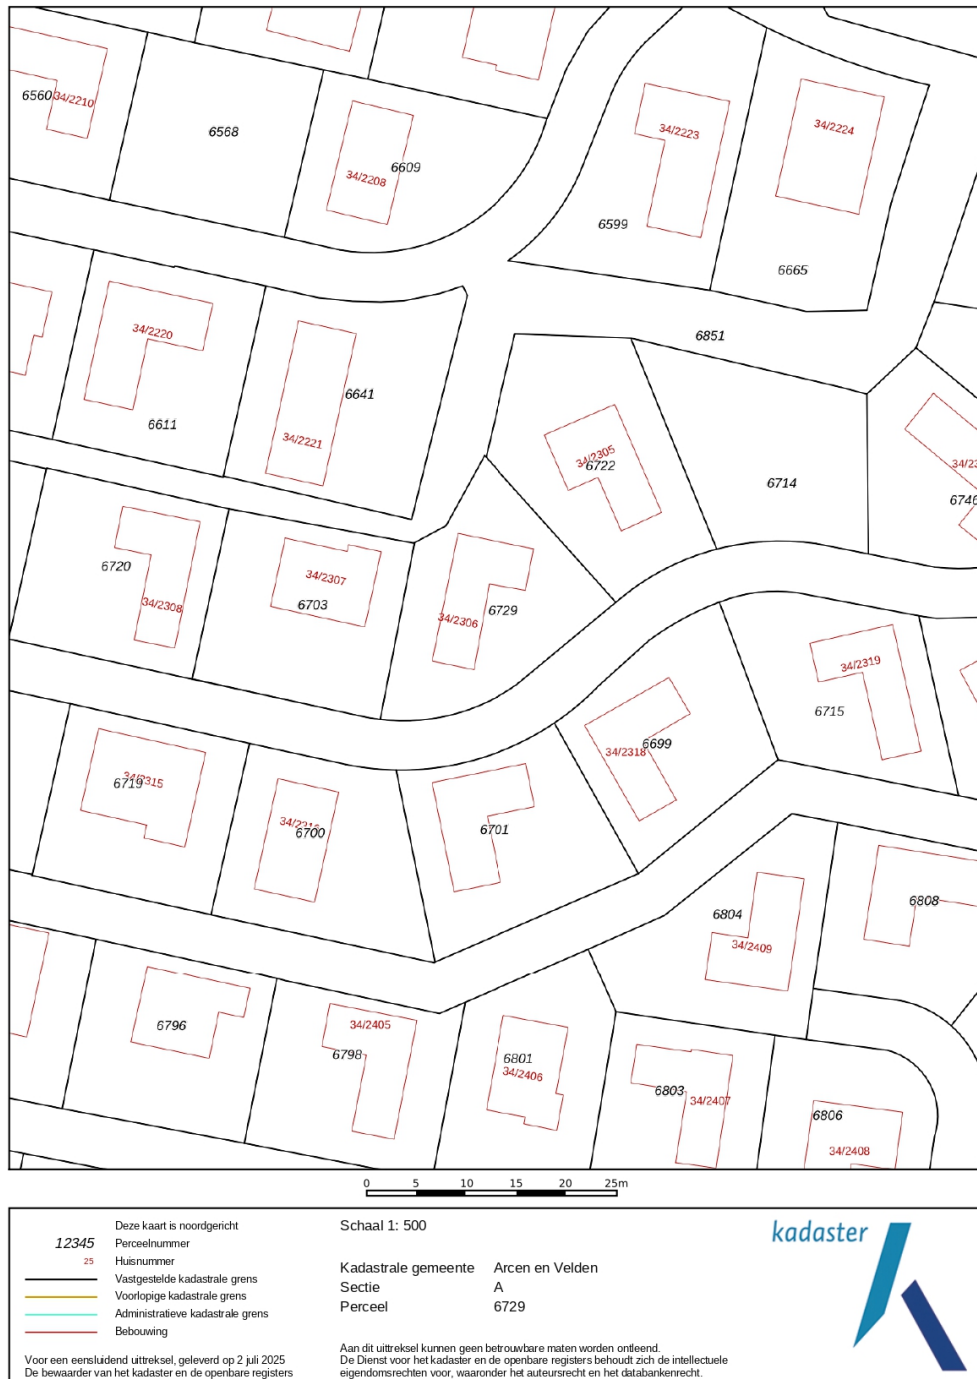 6560
34/2210
6568
6609
34/2208
34/2223
34/2224
6599
6665
6851
34/2220
6611
6641
34/2221
34/2305
6722
6714
34/23
6746
6720
34/2308
34/2307
6703
34/2306
6729
34/2319
6715
34/2318
6699
34/2315
6719
6700
6701
6808
6804
34/2409
6796
34/2405
6798
6801
34/2406
6803
34/2407
6806
34/2408
0 5 10 15 20 25m
Deze kaart is noordgericht
12345 Perceelnummer
25 Huisnummer
Vastgestelde kadastrale grens
Voorlopige kadastrale grens
Administratieve kadastrale grens
Bebouwing
Voor een eensluidend uittreksel, geleverd op 2 juli 2025
De bewaarder van het kadaster en de openbare registers
Schaal 1: 500
Kadastrale gemeente Arcen en Velden
Sectie A
Perceel 6729
Aan dit uittreksel kunnen geen betrouwbare maten worden ontleend.
De Dienst voor het kadaster en de openbare registers behoudt zich de intellectuele
eigendomsrechten voor, waaronder het auteursrecht en het databankenrecht.
kadaster